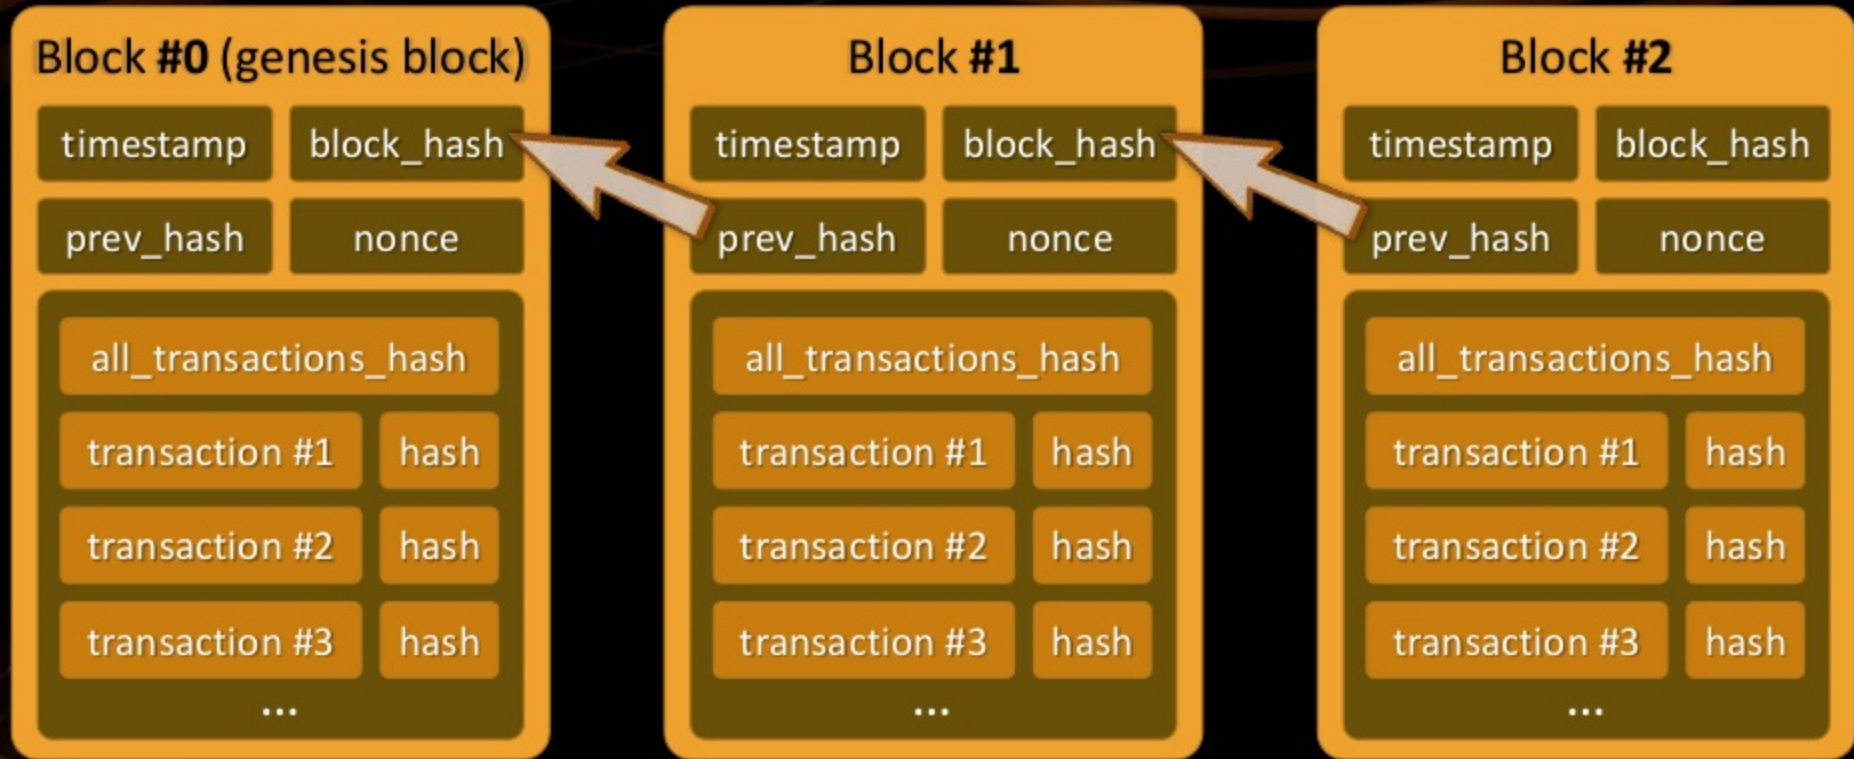 Block #0 (genesis block)
timestamp block_hash
prev_hash nonce
all_transactions_hash
transaction #1 hash
transaction #2 hash
transaction #3 hash
...
Block #1
timestamp block_hash
prev_hash nonce
all_transactions_hash
transaction #1 hash
transaction #2 hash
transaction #3 hash
...
Block #2
timestamp block_hash
prev_hash nonce
all_transactions_hash
transaction #1 hash
transaction #2 hash
transaction #3 hash
...